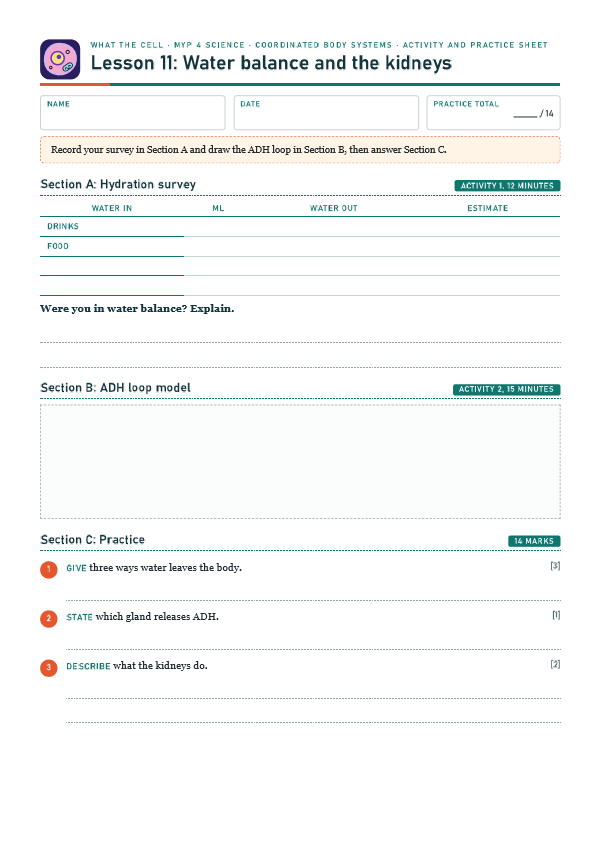 WHAT THE CELL · MYP 4 SCIENCE · COORDINATED BODY SYSTEMS · ACTIVITY AND PRACTICE SHEET
Lesson 11: Water balance and the kidneys
NAME
DATE
PRACTICE TOTAL
_____ / 14
Record your survey in Section A and draw the ADH loop in Section B, then answer Section C.
Section A: Hydration survey
ACTIVITY 1, 12 MINUTES
WATER IN ML WATER OUT ESTIMATE
DRINKS
FOOD
Were you in water balance? Explain.
Section B: ADH loop model
ACTIVITY 2, 15 MINUTES
Section C: Practice
14 MARKS
1 GIVE three ways water leaves the body. [3]
2 STATE which gland releases ADH. [1]
3 DESCRIBE what the kidneys do. [2]